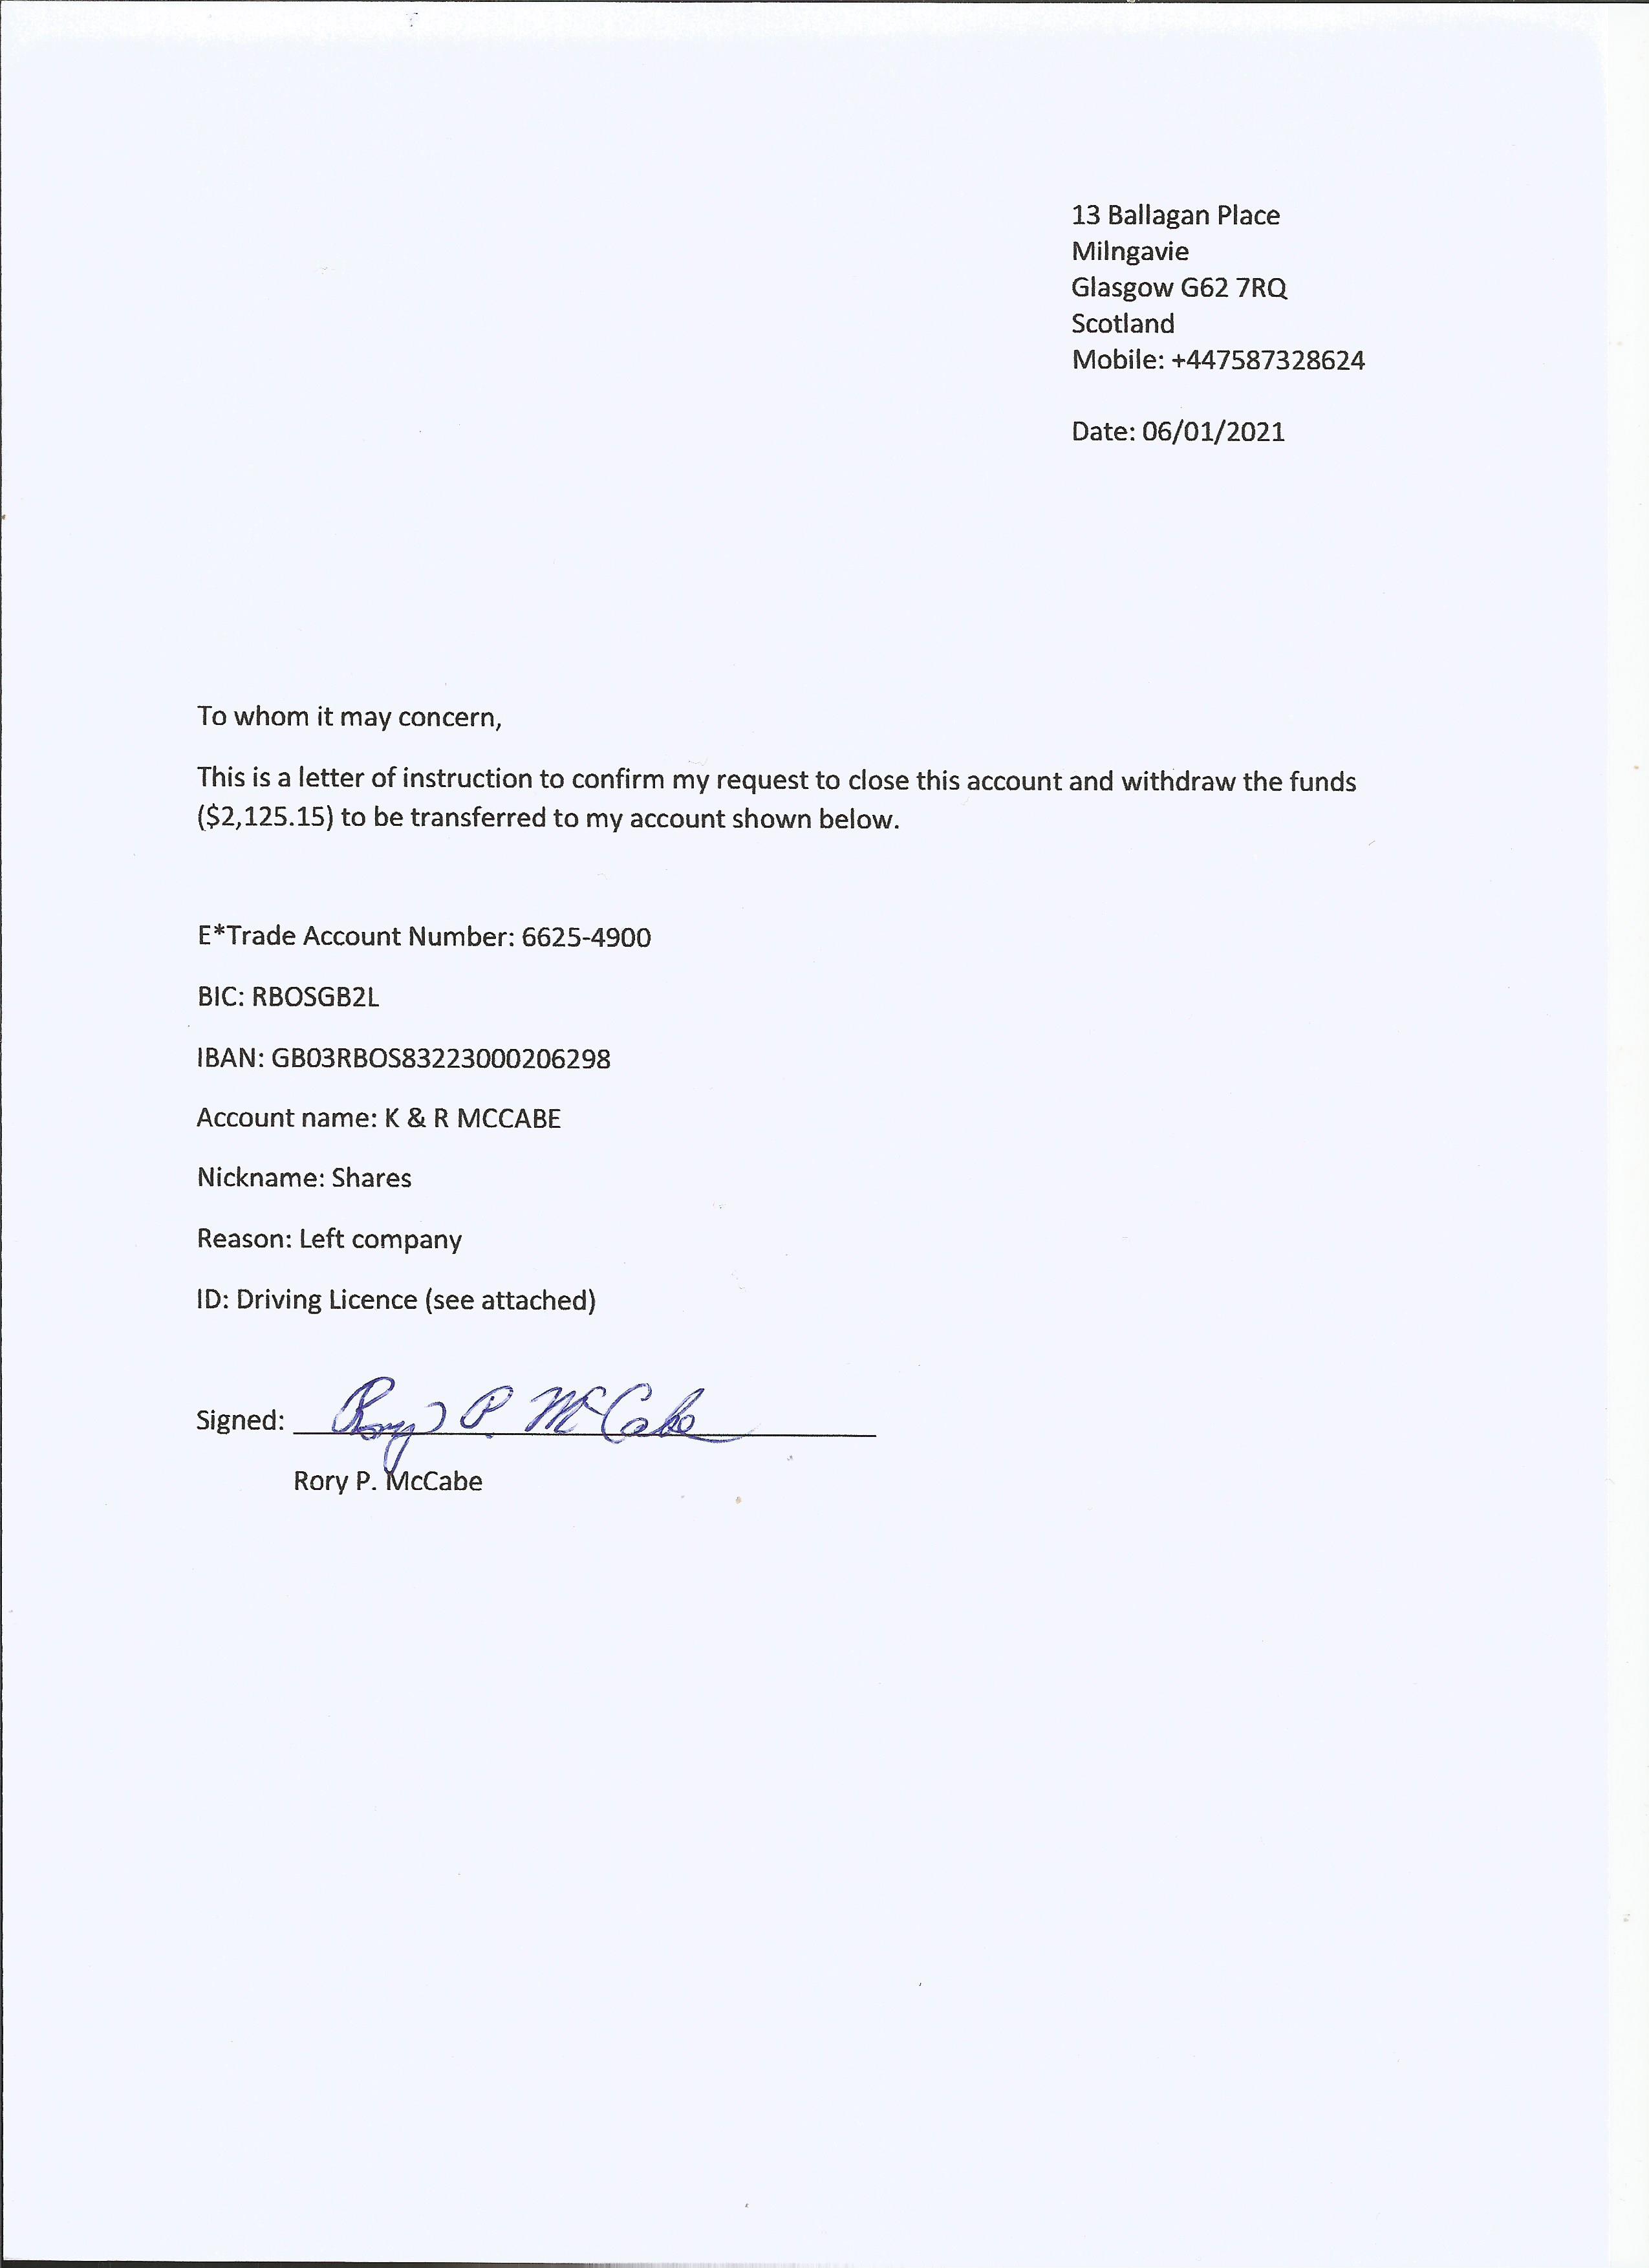 13 Ballagan Place
Milngavie
Glasgow G62 7RQ
Scotland
Mobile: +447587328624
Date: 06/01/2021
To whom it may concern,
This is a letter of instruction to confirm my request to close this account and withdraw the funds
($2,125.15) to be transferred to my account shown below.
E*Trade Account Number: 6625-4900
BIC: RBOSGB2L
IBAN: GB03RBOS83223000206298
Account name: K & R MCCABE
Nickname: Shares
Reason: Left company
ID: Driving Licence (see attached)
Signed: Rory P. McCabe
Rory P. McCabe